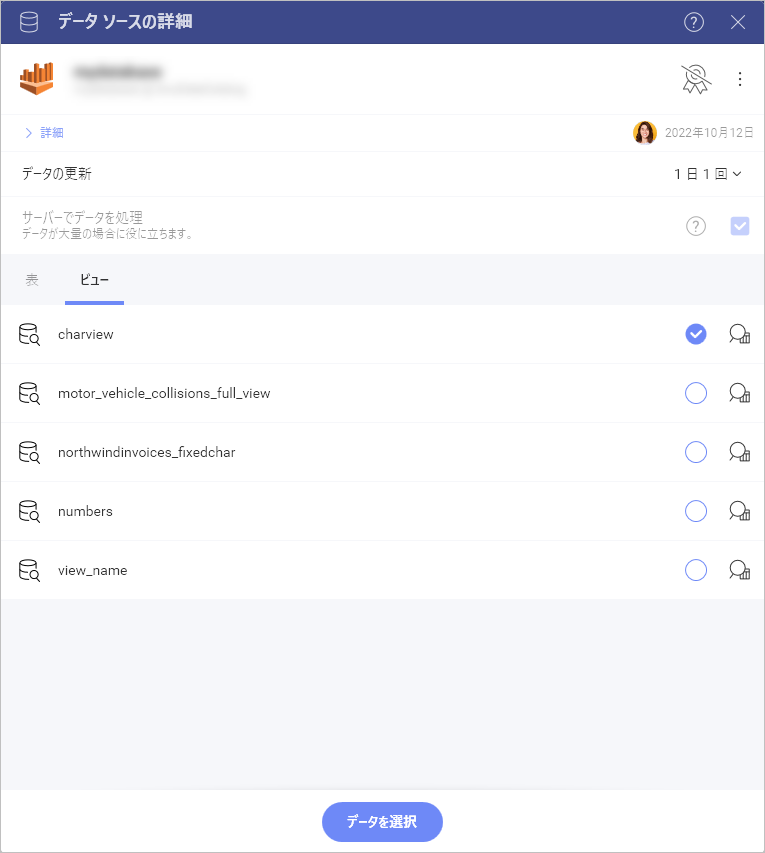 データ ソースの詳細
詳細
2022年10月12日
データの更新
1 日 1 回
サーバーでデータを処理
データが大量の場合に役に立ちます。
表
ビュー
charview
motor_vehicle_collisions_full_view
northwindinvoices_fixedchar
numbers
view_name
データを選択